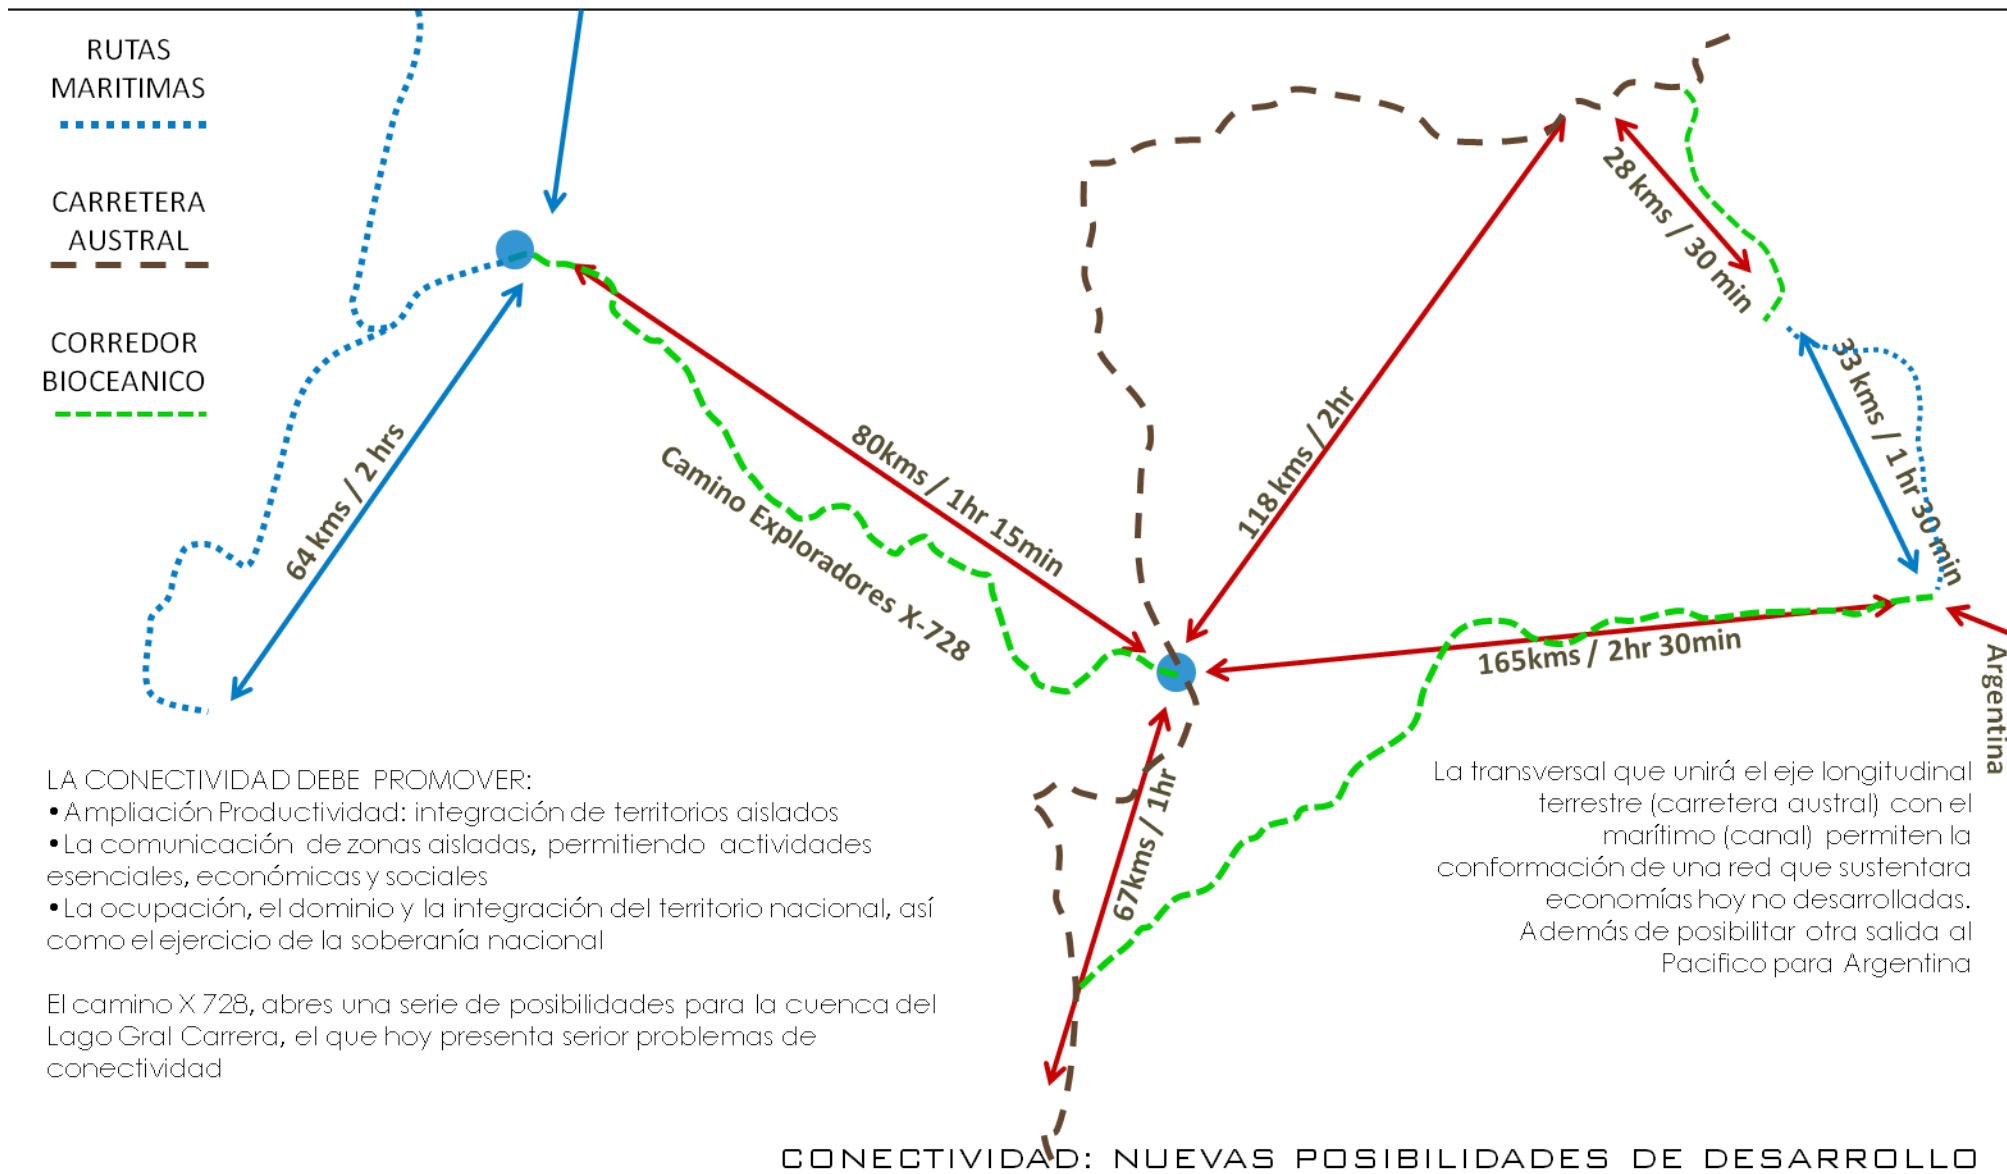 RUTAS
MARITIMAS
CARRETERA
AUSTRAL
CORREDOR
BIOCEANICO
64 kms / 2 hrs
80kms / 1hr 15min
Camino Exploradores X-728
118 kms / 2hr
28 kms / 30 min
33 kms / 1 hr 30 min
165kms / 2hr 30min
Argentina
67kms / 1hr
LA CONECTIVIDAD DEBE PROMOVER:
• Ampliación Productividad: integración de territorios aislados
• La comunicación de zonas aisladas, permitiendo actividades
esenciales, económicas y sociales
• La ocupación, el dominio y la integración del territorio nacional, así
como el ejercicio de la soberanía nacional
El camino X 728, abres una serie de posibilidades para la cuenca del
Lago Gral Carrera, el que hoy presenta serior problemas de
conectividad
La transversal que unirá el eje longitudinal
terrestre (carretera austral) con el
marítimo (canal) permiten la
conformación de una red que sustentara
economías hoy no desarrolladas.
Además de posibilitar otra salida al
Pacifico para Argentina
CONECTIVIDAD: NUEVAS POSIBILIDADES DE DESARROLLO